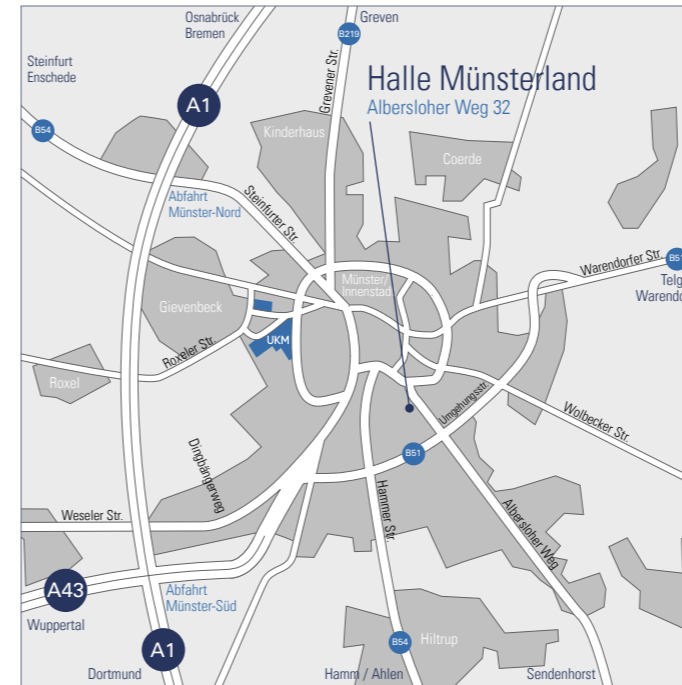 Osnabrück
Bremen
Greven
B219
Steinfurt
Enschede
Halle Münsterland
Albersloher Weg 32
A1
Grevener Str.
B54
Kinderhaus
Coerde
Abfahrt
Münster-Nord
Steinfurter Str.
Warendorfer Str.
B51
Telg
Warendo
Münster/
Innenstad
Gievenbeck
UKM
Roxeler Str.
Roxel
Umgehungsstr.
Wolbecker Str.
Dingbängerweg
B51
Weseler Str.
Hammer Str.
Albersloher Weg
A43
Abfahrt
Münster-Süd
Wuppertal
A1
B54
Hiltrup
Dortmund
Hamm / Ahlen
Sendenhorst